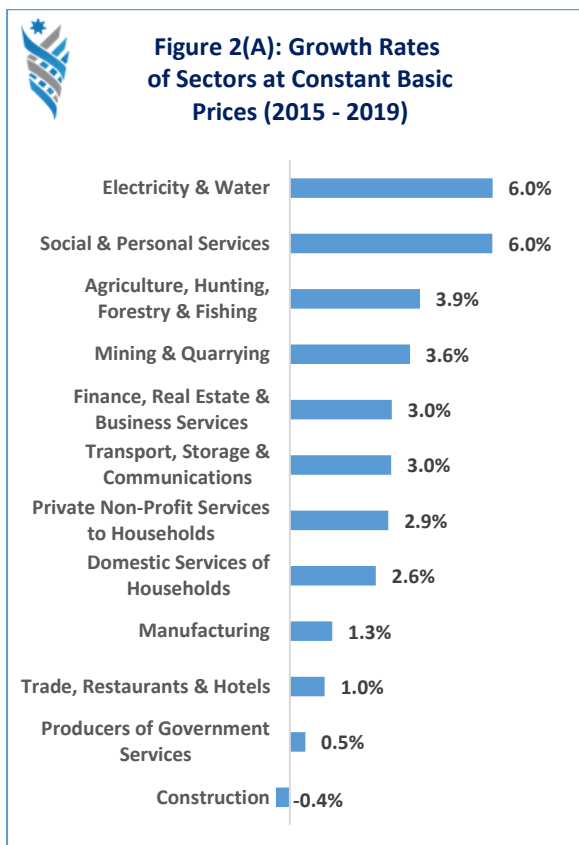 Figure 2(A): Growth Rates
of Sectors at Constant Basic
Prices (2015 - 2019)
Electricity & Water 6.0%
Social & Personal Services 6.0%
Agriculture, Hunting,
Forestry & Fishing 3.9%
Mining & Quarrying 3.6%
Finance, Real Estate &
Business Services 3.0%
Transport, Storage &
Communications 3.0%
Private Non-Profit Services
to Households 2.9%
Domestic Services of
Households 2.6%
Manufacturing 1.3%
Trade, Restaurants & Hotels 1.0%
Producers of Government
Services 0.5%
Construction -0.4%